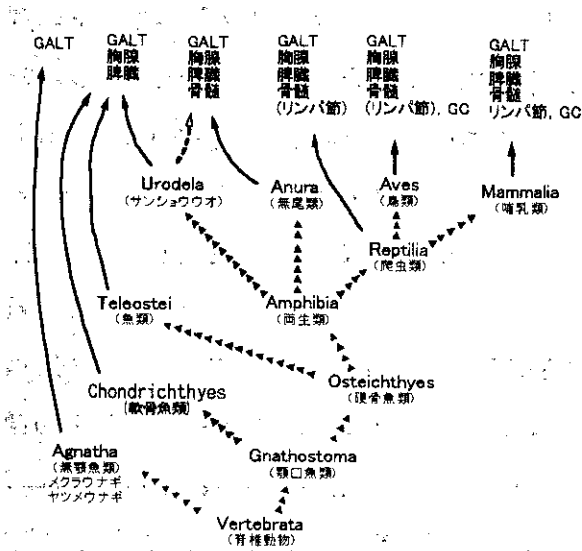 GALT
GALT
胸腺
脾臓
GALT
胸腺
脾臓
骨髄
GALT
胸腺
脾臓
骨髄
(リンパ節)
GALT
胸腺
脾臓
骨髄
(リンパ節), GC
GALT
胸腺
脾臓
骨髄
リンパ節, GC
Urodela
(サンショウウオ)
Anura
(無尾類)
Aves
(鳥類)
Mammalia
(哺乳類)
Reptilia
(爬虫類)
Teleostei
(魚類)
Amphibia
(両生類)
Chondrichthyes
(軟骨魚類)
Osteichthyes
(硬骨魚類)
Agnatha
(無顎魚類)
メクラウナギ
ヤツメウナギ
Gnathostoma
(顎口魚類)
Vertebrata
(脊椎動物)